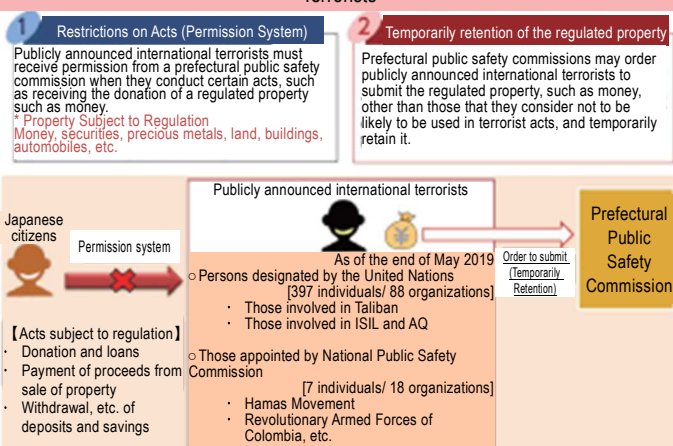 Terrorists
1
Restrictions on Acts (Permission System)
Publicly announced international terrorists must
receive permission from a prefectural public safety
commission when they conduct certain acts, such
as receiving the donation of a regulated property
such as money.
* Property Subject to Regulation
Money, securities, precious metals, land, buildings,
automobiles, etc.
2
Temporarily retention of the regulated property
Prefectural public safety commissions may order
publicly announced international terrorists to
submit the regulated property, such as money,
other than those that they consider not to be
likely to be used in terrorist acts, and temporarily
retain it.
Publicly announced international terrorists
Japanese
citizens
Permission system
¥
As of the end of May 2019
○Persons designated by the United Nations
[397 individuals/ 88 organizations]
・ Those involved in Taliban
・ Those involved in ISIL and AQ
○Those appointed by National Public Safety
Commission
[7 individuals/ 18 organizations]
・ Hamas Movement
・ Revolutionary Armed Forces of
Colombia, etc.
Order to submit
(Temporarily
Retention)
Prefectural
Public
Safety
Commission
【Acts subject to regulation】
・ Donation and loans
・ Payment of proceeds from
sale of property
・ Withdrawal, etc. of
deposits and savings